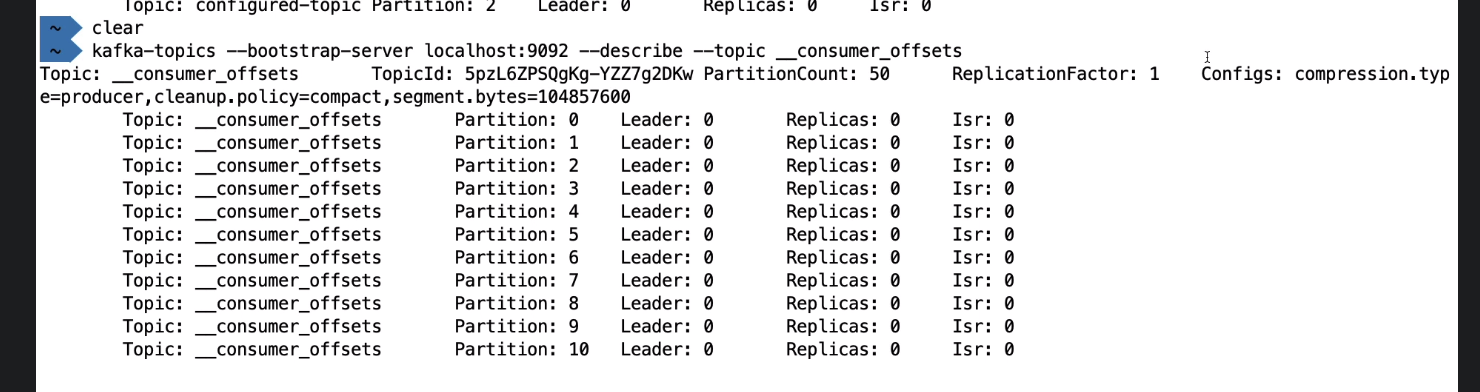 Topic: configured-topic Partition: 2 Leader: 0 Replicas: 0 Isr: 0
~ clear
~ kafka-topics --bootstrap-server localhost:9092 --describe --topic __consumer_offsets
Topic: __consumer_offsets TopicId: 5pzL6ZPSQgKg-YZZ7g2DKw PartitionCount: 50 ReplicationFactor: 1 Configs: compression.typ
e=producer,cleanup.policy=compact,segment.bytes=104857600
Topic: __consumer_offsets Partition: 0 Leader: 0 Replicas: 0 Isr: 0
Topic: __consumer_offsets Partition: 1 Leader: 0 Replicas: 0 Isr: 0
Topic: __consumer_offsets Partition: 2 Leader: 0 Replicas: 0 Isr: 0
Topic: __consumer_offsets Partition: 3 Leader: 0 Replicas: 0 Isr: 0
Topic: __consumer_offsets Partition: 4 Leader: 0 Replicas: 0 Isr: 0
Topic: __consumer_offsets Partition: 5 Leader: 0 Replicas: 0 Isr: 0
Topic: __consumer_offsets Partition: 6 Leader: 0 Replicas: 0 Isr: 0
Topic: __consumer_offsets Partition: 7 Leader: 0 Replicas: 0 Isr: 0
Topic: __consumer_offsets Partition: 8 Leader: 0 Replicas: 0 Isr: 0
Topic: __consumer_offsets Partition: 9 Leader: 0 Replicas: 0 Isr: 0
Topic: __consumer_offsets Partition: 10 Leader: 0 Replicas: 0 Isr: 0